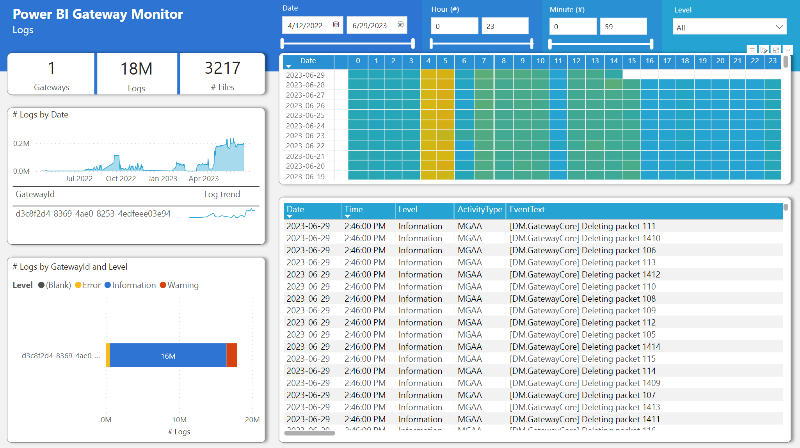 Power BI Gateway Monitor
Logs
Date
4/12/2022
6/29/2023
Hour (#)
0
23
Minute (#)
0
59
Level
All
1
Gateways
18M
Logs
3217
# Files
# Logs by Date
0.2M
0.0M
Jul 2022 Oct 2022 Jan 2023 Apr 2023
GatewayId Log trend
d3c8f2d4-8369-4ae0-8253-4edfeee03e94
# Logs by GatewayId and Level
Level (Blank) Error Information Warning
d3c8f2d4-8369-4ae0-...
16M
0M 10M 20M
# Logs
Date 0 1 2 3 4 5 6 7 8 9 10 11 12 13 14 15 16 17 18 19 20 21 22 23
2023-06-29
2023-06-28
2023-06-27
2023-06-26
2023-06-25
2023-06-24
2023-06-23
2023-06-22
2023-06-21
2023-06-20
2023-06-19
Date Time Level ActivityType EventText
2023-06-29 2:46:00 PM Information MGAA [DM.GatewayCore] Deleting packet 111
2023-06-29 2:46:00 PM Information MGAA [DM.GatewayCore] Deleting packet 1410
2023-06-29 2:46:00 PM Information MGAA [DM.GatewayCore] Deleting packet 106
2023-06-29 2:46:00 PM Information MGAA [DM.GatewayCore] Deleting packet 113
2023-06-29 2:46:00 PM Information MGAA [DM.GatewayCore] Deleting packet 1412
2023-06-29 2:46:00 PM Information MGAA [DM.GatewayCore] Deleting packet 110
2023-06-29 2:46:00 PM Information MGAA [DM.GatewayCore] Deleting packet 108
2023-06-29 2:46:00 PM Information MGAA [DM.GatewayCore] Deleting packet 109
2023-06-29 2:46:00 PM Information MGAA [DM.GatewayCore] Deleting packet 112
2023-06-29 2:46:00 PM Information MGAA [DM.GatewayCore] Deleting packet 105
2023-06-29 2:46:00 PM Information MGAA [DM.GatewayCore] Deleting packet 1414
2023-06-29 2:46:00 PM Information MGAA [DM.GatewayCore] Deleting packet 115
2023-06-29 2:46:00 PM Information MGAA [DM.GatewayCore] Deleting packet 114
2023-06-29 2:46:00 PM Information MGAA [DM.GatewayCore] Deleting packet 1409
2023-06-29 2:46:00 PM Information MGAA [DM.GatewayCore] Deleting packet 107
2023-06-29 2:46:00 PM Information MGAA [DM.GatewayCore] Deleting packet 1413
2023-06-29 2:46:00 PM Information MGAA [DM.GatewayCore] Deleting packet 1411
2023-06-29 2:46:00 PM Information MGAA [DM.GatewayCore] Deleting packet 116